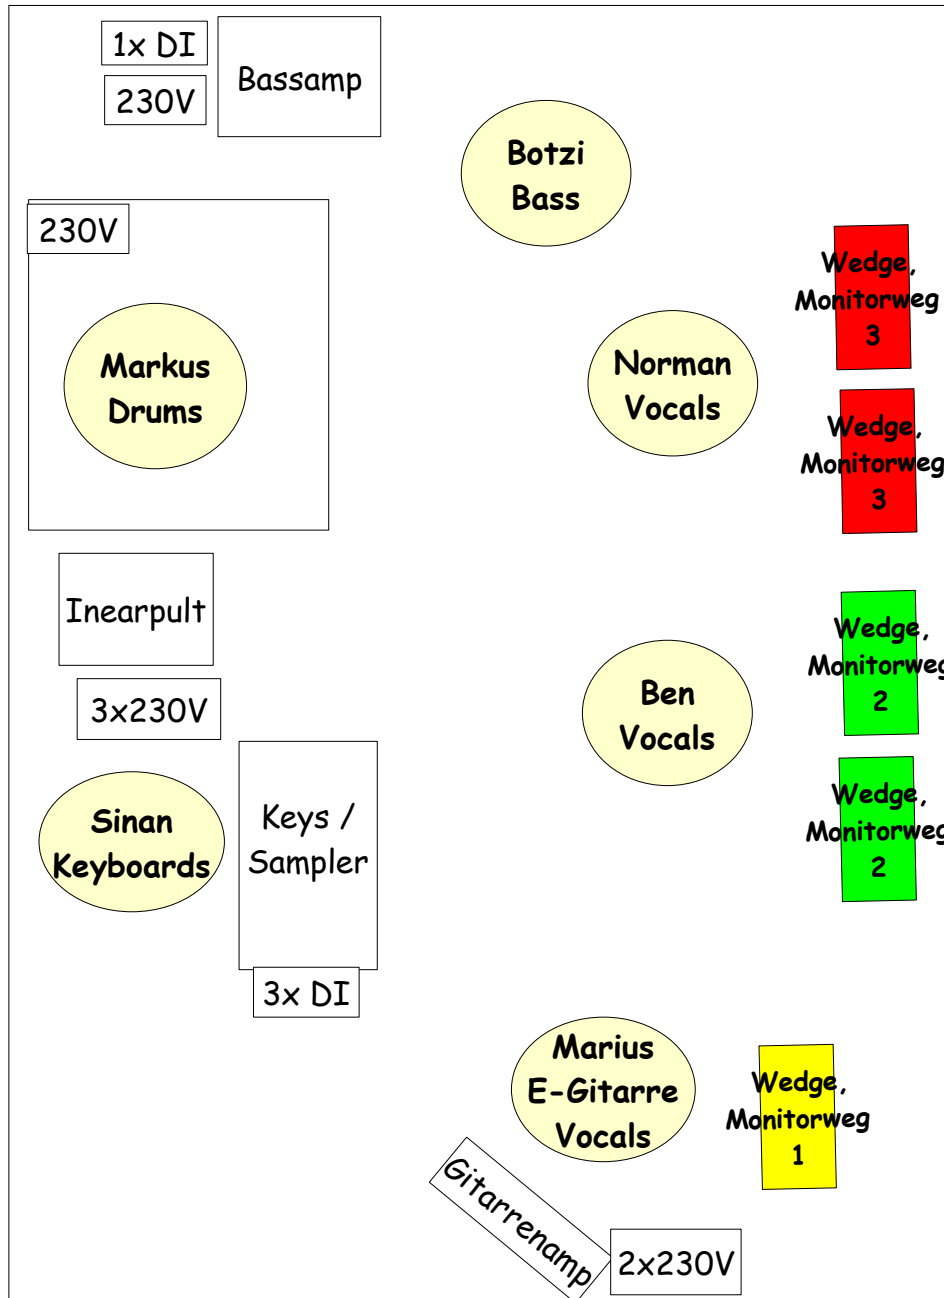 1x DI
230V
Bassamp
Botzi
Bass
230V
Markus
Drums
Norman
Vocals
Wedge,
Monitorweg
3
Wedge,
Monitorweg
3
Inearpult
3x230V
Sinan
Keyboards
Keys /
Sampler
3x DI
Ben
Vocals
Wedge,
Monitorweg
2
Wedge,
Monitorweg
2
Marius
E-Gitarre
Vocals
Wedge,
Monitorweg
1
Gitarrenamp
2x230V